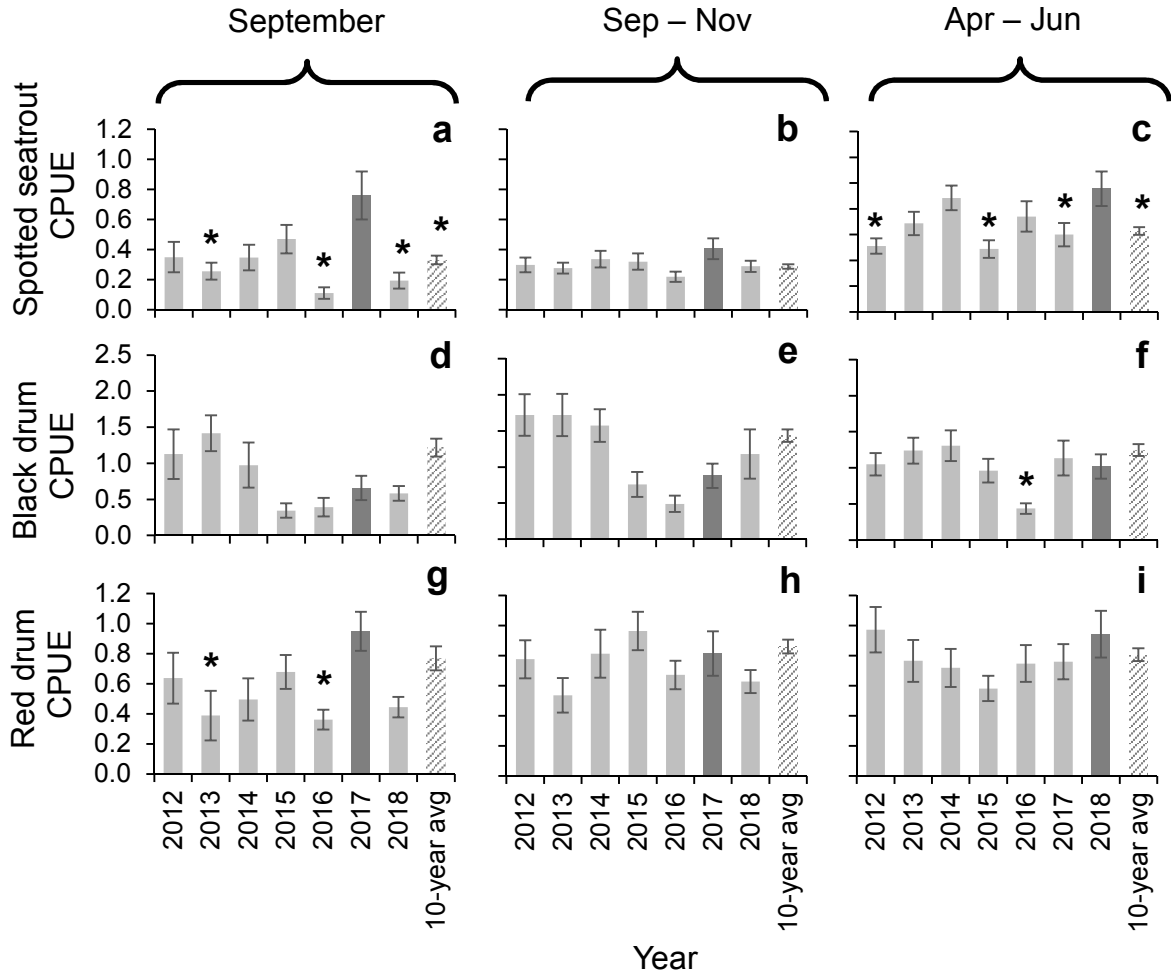 September
Sep – Nov
Apr – Jun
Spotted seatrout
CPUE
1.2
1.0
0.8
0.6
0.4
0.2
0.0
a
*
*
*
*
b
c
*
*
*
*
Black drum
CPUE
2.5
2.0
1.5
1.0
0.5
0.0
d
e
f
*
Red drum
CPUE
1.2
1.0
0.8
0.6
0.4
0.2
0.0
g
*
*
h
i
2012
2013
2014
2015
2016
2017
2018
10-year avg
2012
2013
2014
2015
2016
2017
2018
10-year avg
2012
2013
2014
2015
2016
2017
2018
10-year avg
Year